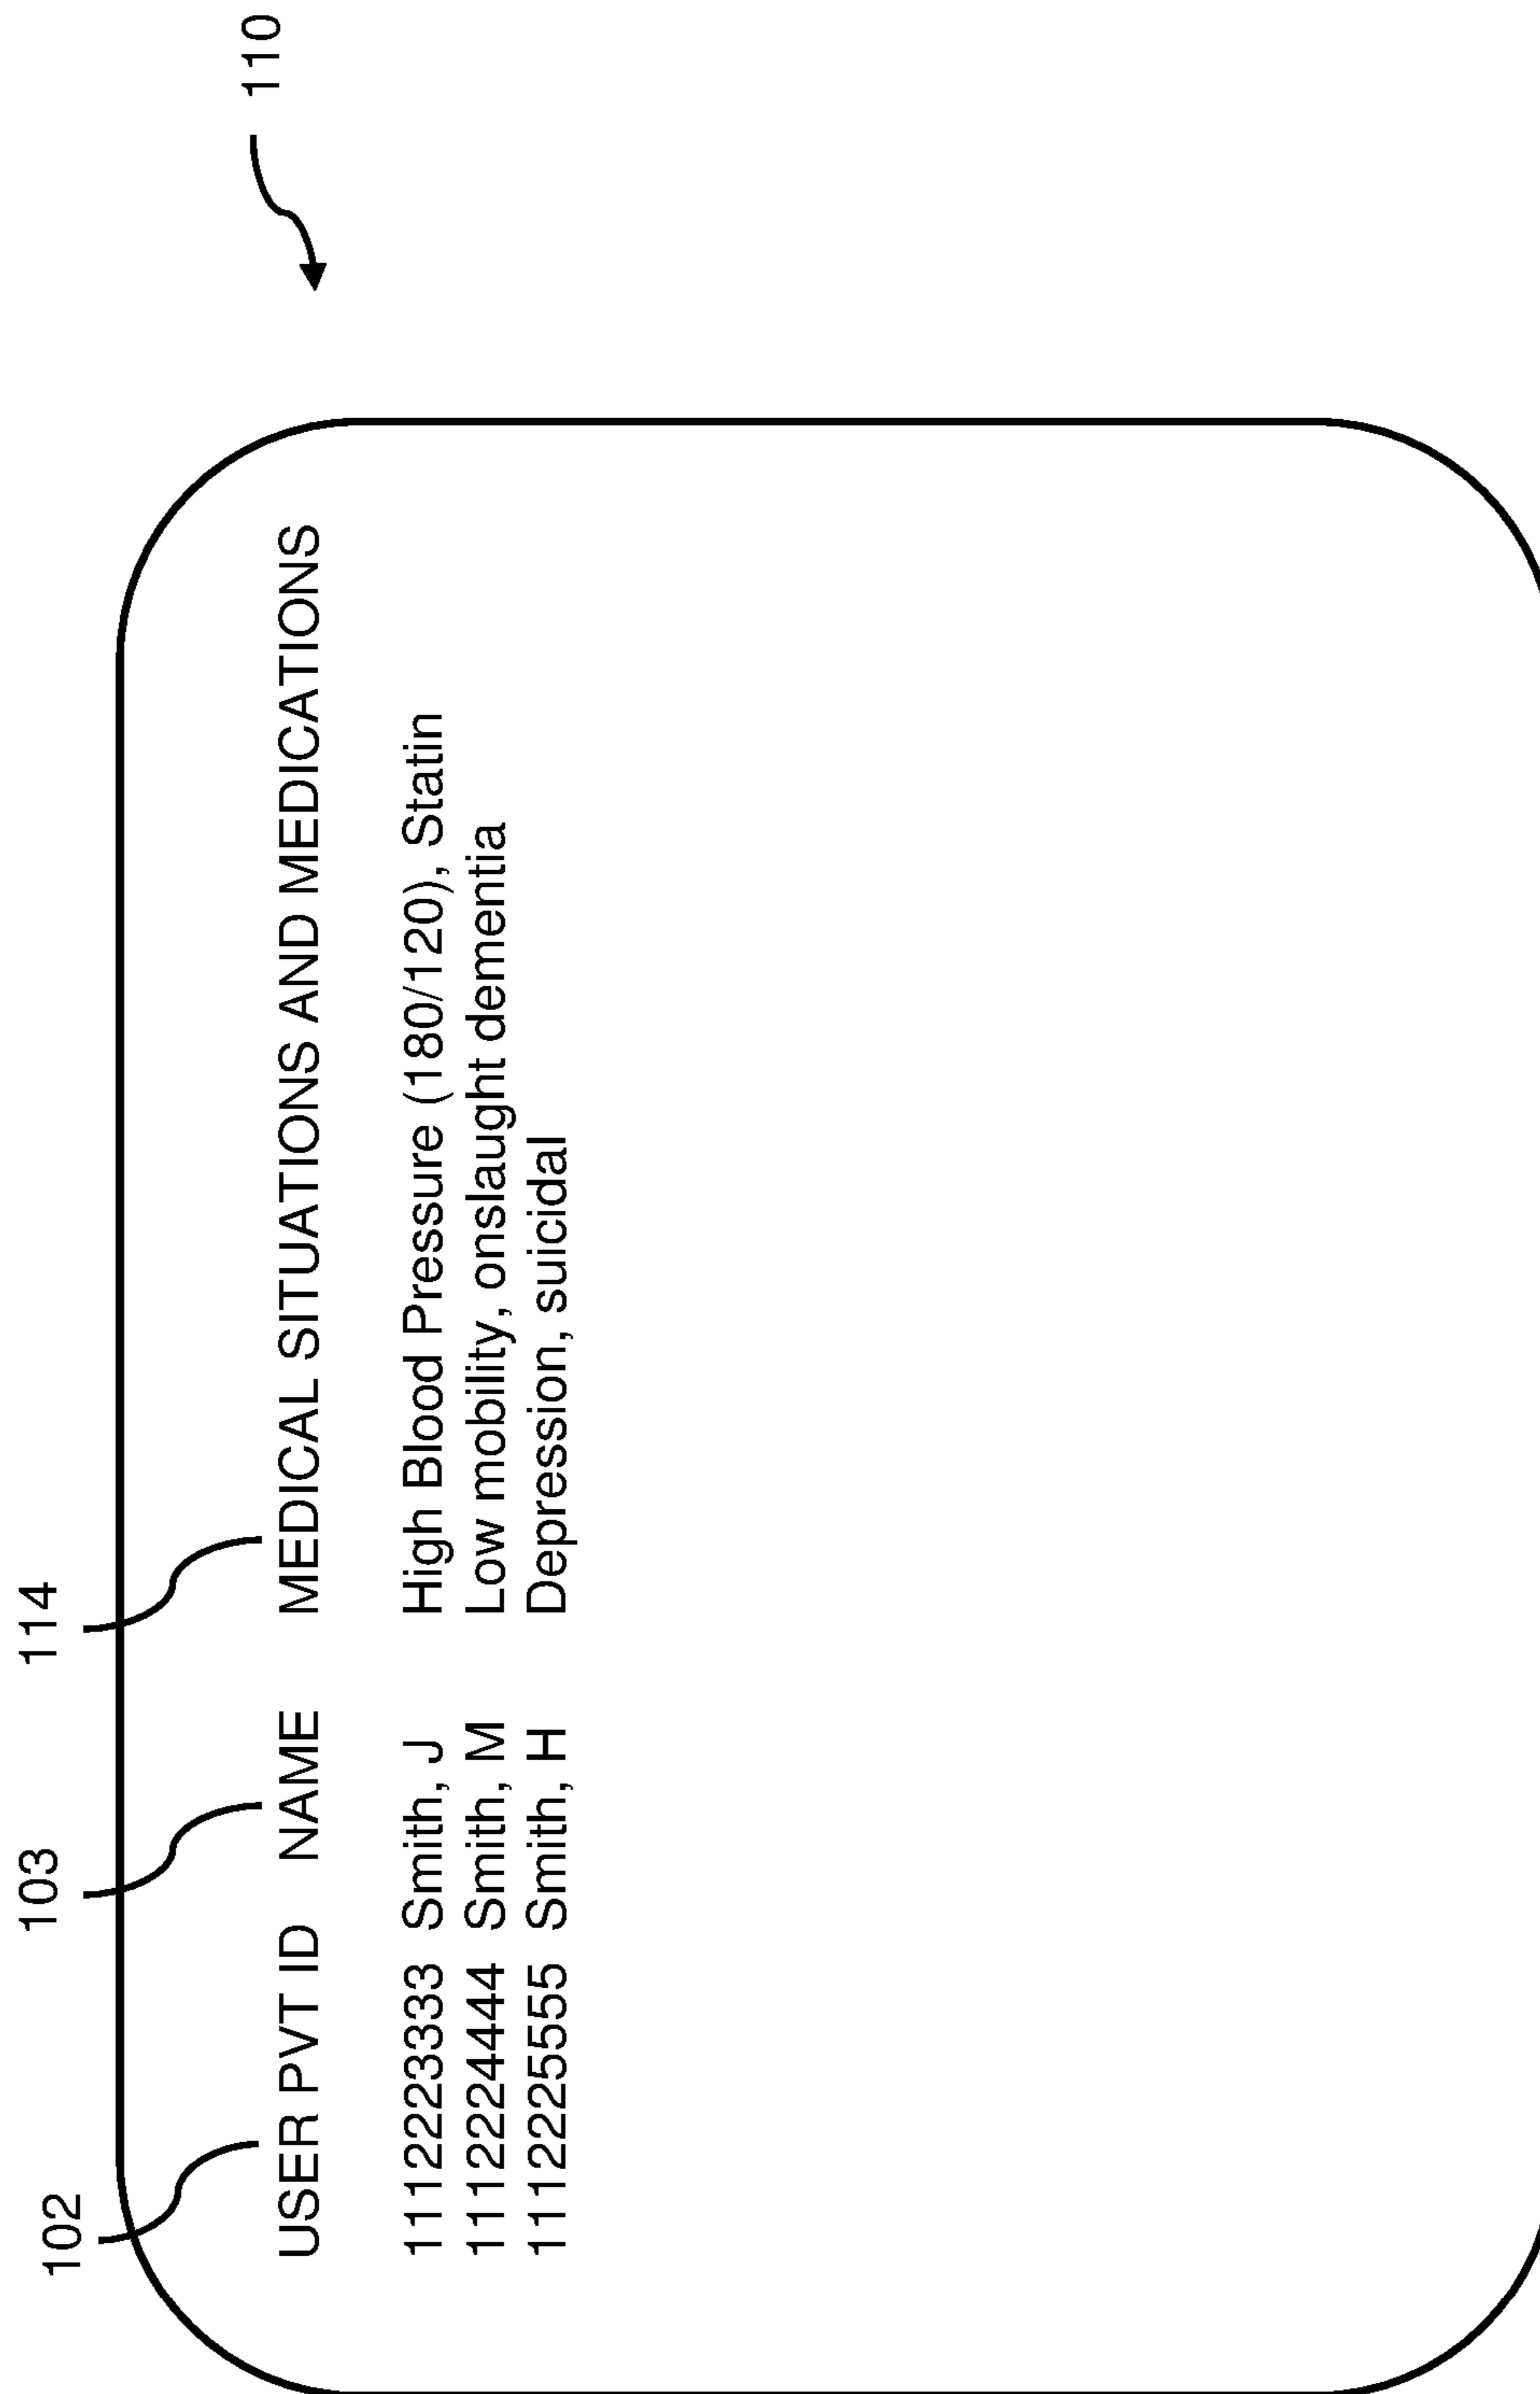 110
102 103 114
USER PVT ID NAME MEDICAL SITUATIONS AND MEDICATIONS
1112223333 Smith, J High Blood Pressure (180/120), Statin
1112224444 Smith, M Low mobility, onslaught dementia
1112225555 Smith, H Depression, suicidal